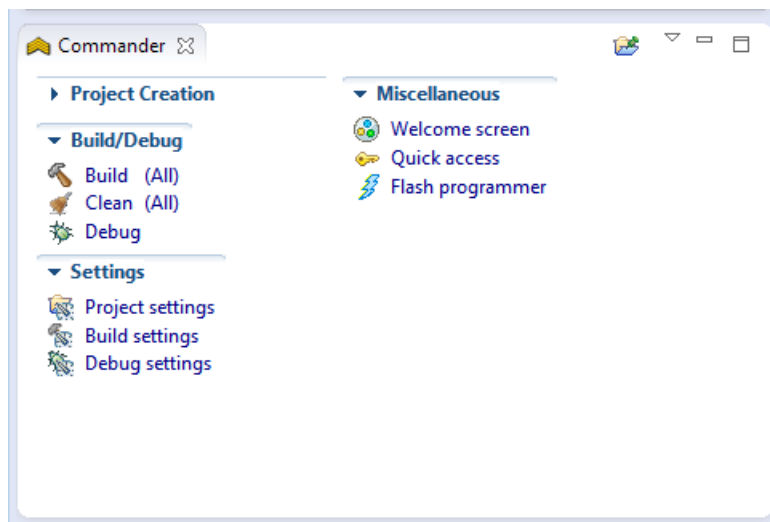 Commander
Project Creation
Build/Debug
Build (All)
Clean (All)
Debug
Settings
Project settings
Build settings
Debug settings
Miscellaneous
Welcome screen
Quick access
Flash programmer